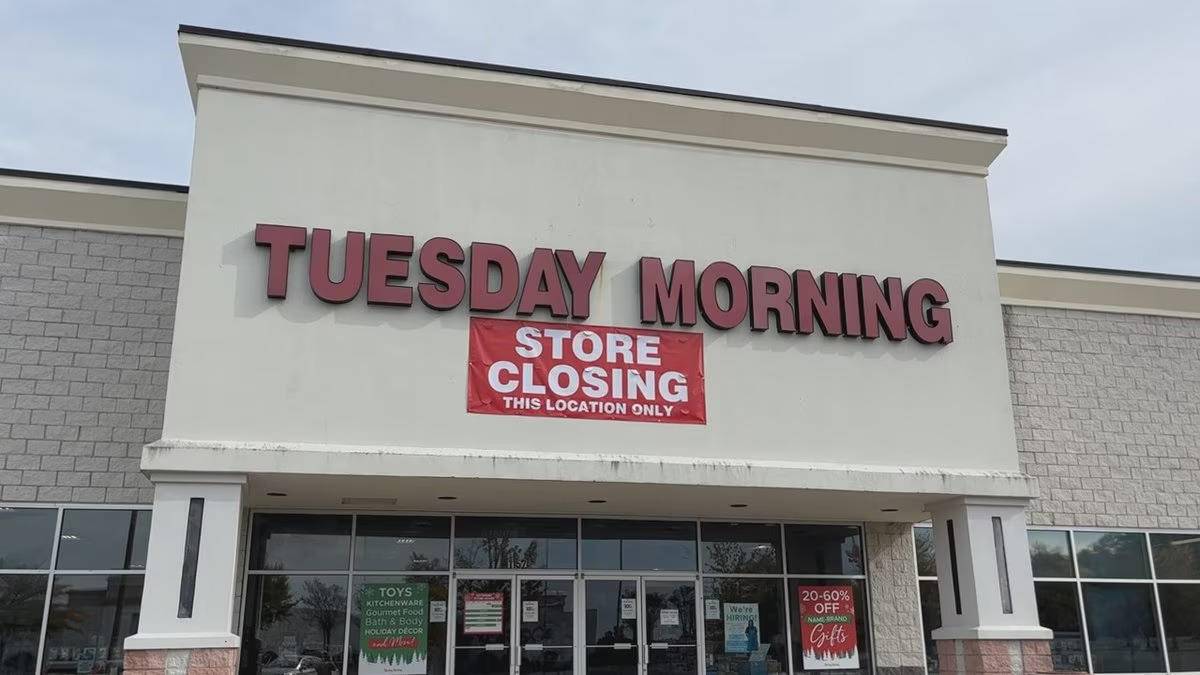 TUESDAY MORNING
STORE
CLOSING
THIS LOCATION ONLY
TOYS
KITCHENWARE
Gourmet Food
Bath & Body
HOLIDAY DÉCOR
and More!
We're
HIRING!
20-60%
OFF
NAME-BRAND
Gifts